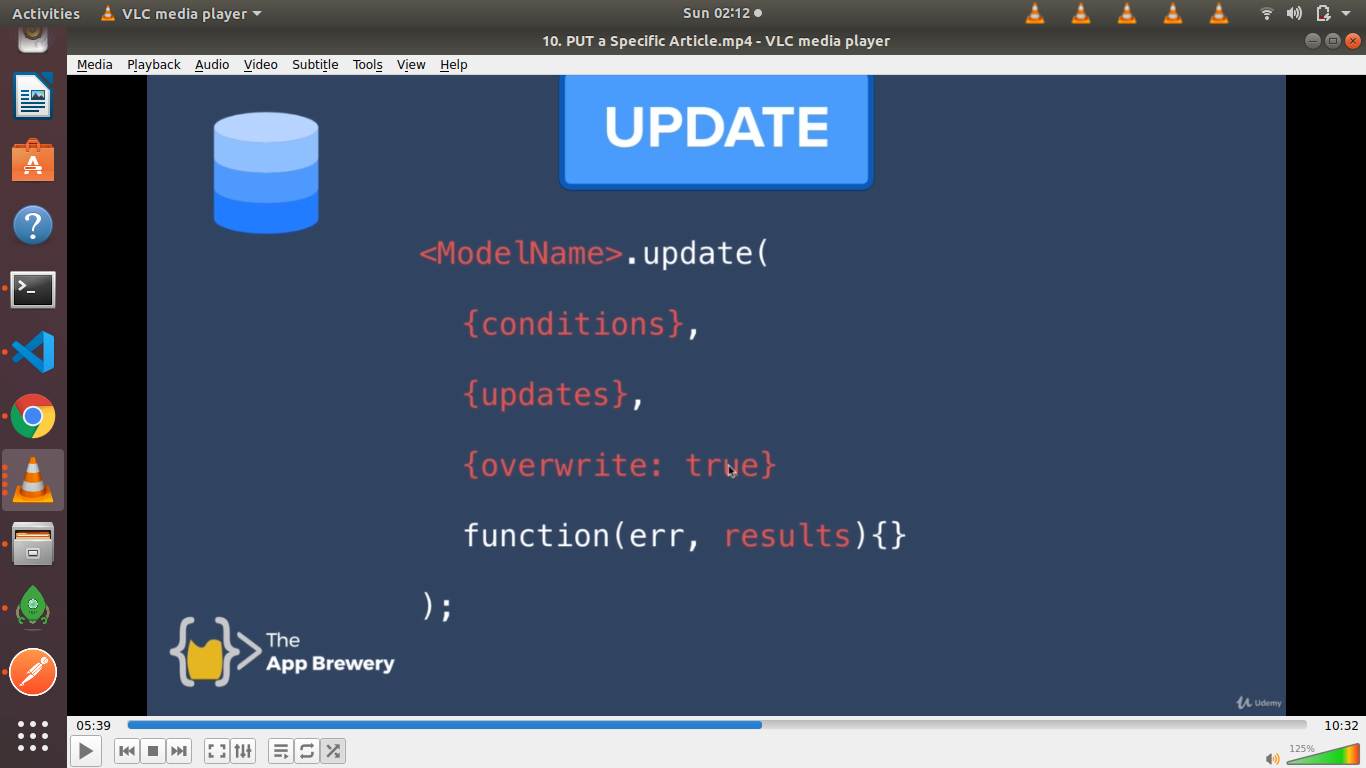 Activities VLC media player Sun 02:12
10. PUT a Specific Article.mp4 - VLC media player
Media Playback Audio Video Subtitle Tools View Help
UPDATE
<ModelName>.update(
{conditions},
{updates},
{overwrite: true}
function(err, results){}
);
The
App Brewery
Udemy
05:39 10:32
125%